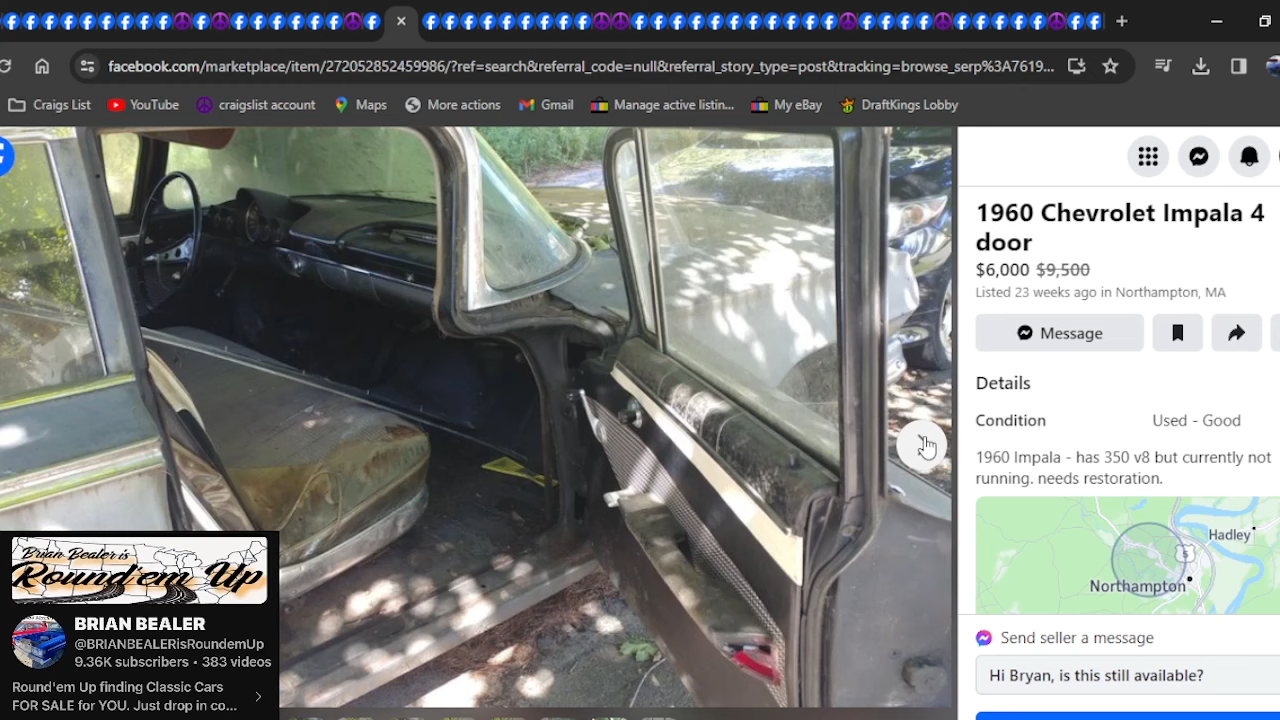 facebook.com/marketplace/item/272052852459986/?ref=search&referral_code=null&referral_story_type=post&tracking=browse_serp%3A7619...
Craigs List
YouTube
craigslist account
Maps
More actions
Gmail
Manage active listin...
My eBay
DraftKings Lobby
1960 Chevrolet Impala 4
door
$6,000 $9,500
Listed 23 weeks ago in Northampton, MA
Message
Details
Condition Used - Good
1960 Impala - has 350 v8 but currently not
running. needs restoration.
Hadley
5
Northampton
Send seller a message
Hi Bryan, is this still available?
Brian Bealer is
Round'em Up
BRIAN BEALER
@BRIANBEALERisRoundemUp
9.36K subscribers • 383 videos
Round'em Up finding Classic Cars
FOR SALE for YOU. Just drop in co...